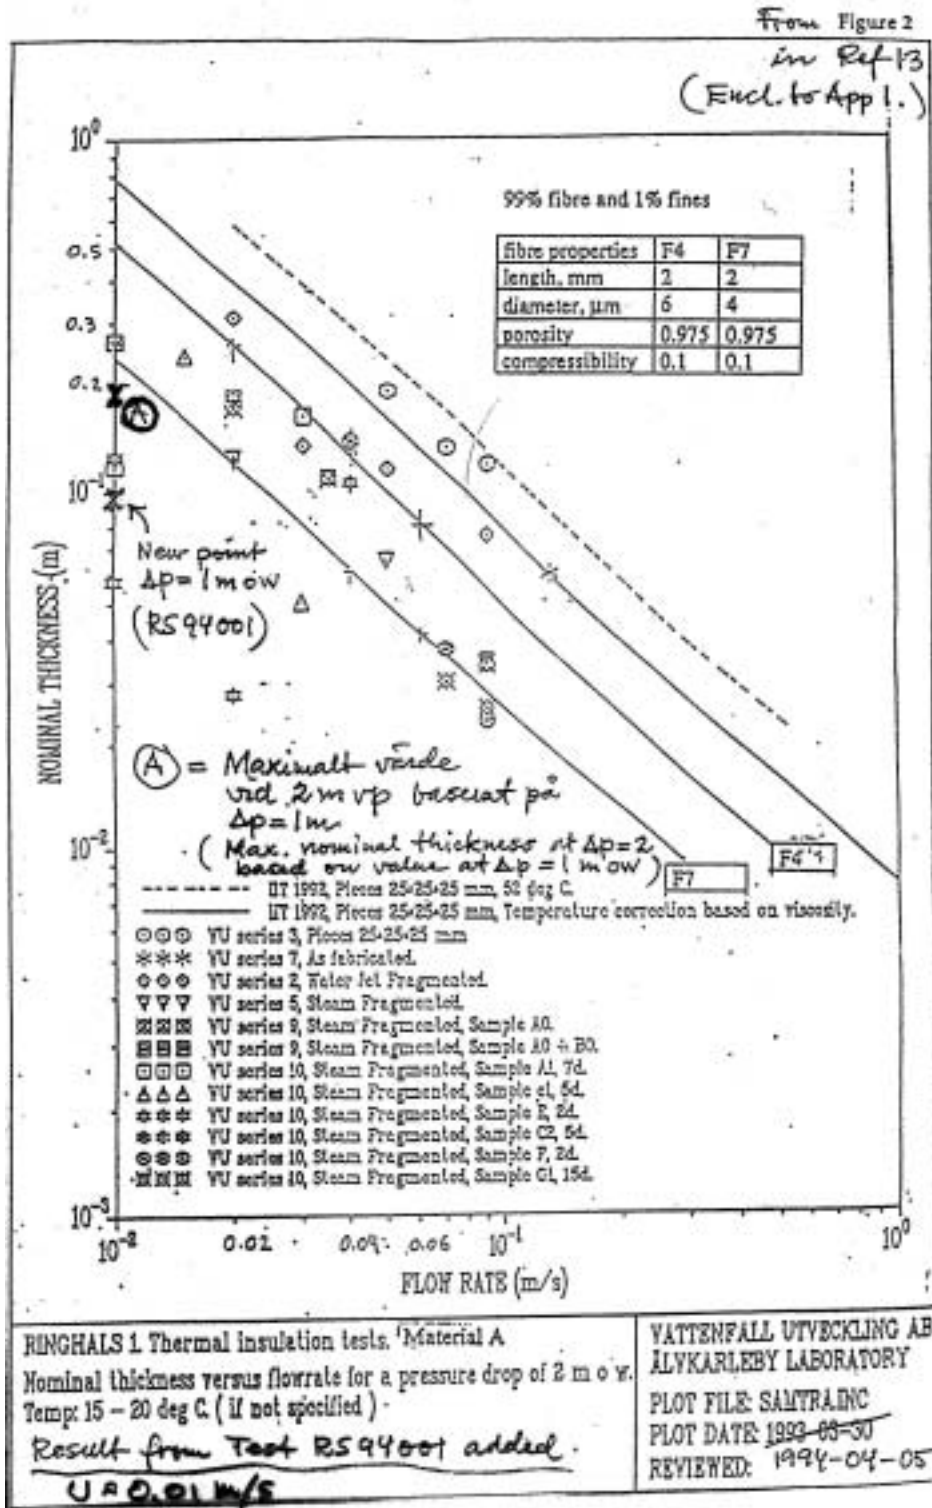 From Figure 2
in Ref 13
(Encl. to App 1.)
10⁰
0.5
0.3
0.2
10⁻¹
10⁻²
10⁻³
NOMINAL THICKNESS (m)
99% fibre and 1% fines
fibre properties F4 F7
length, mm 2 2
diameter, µm 6 4
porosity 0.975 0.975
compressibility 0.1 0.1
A
New point
Δp = 1 m ow
(RS94001)
(A) = Maximalt värde
vid 2 m vp baserat på
Δp = 1m
(Max. nominal thickness at Δp = 2
based on value at Δp = 1 m ow)
F7
F4
IIT 1992, Pieces 25*25*25 mm, 52 deg C.
IIT 1992, Pieces 25*25*25 mm, Temperature correction based on viscosity.
VU series 3, Pieces 25*25*25 mm
VU series 7, As fabricated.
VU series 2, Water Jet Fragmented.
VU series 5, Steam Fragmented.
VU series 9, Steam Fragmented, Sample A0.
VU series 9, Steam Fragmented, Sample A0 + B0.
VU series 10, Steam Fragmented, Sample A1, 7d.
VU series 10, Steam Fragmented, Sample 5d.
VU series 10, Steam Fragmented, Sample E, 2d.
VU series 10, Steam Fragmented, Sample C2, 5d.
VU series 10, Steam Fragmented, Sample F, 2d.
VU series 10, Steam Fragmented, Sample G1, 15d.
10⁻² 0.02 0.04 0.06 10⁻¹ 10⁰
FLOW RATE (m/s)
RINGHALS 1. Thermal insulation tests. Material A
Nominal thickness versus flowrate for a pressure drop of 2 m o w.
Temp: 15 – 20 deg C. ( if not specified )
Result from Test RS94001 added.
U = 0.01 m/s
VATTENFALL UTVECKLING AB
ÄLVKARLEBY LABORATORY
PLOT FILE: SAMTRAINC
PLOT DATE: 1993-03-30
REVIEWED: 1994-04-05